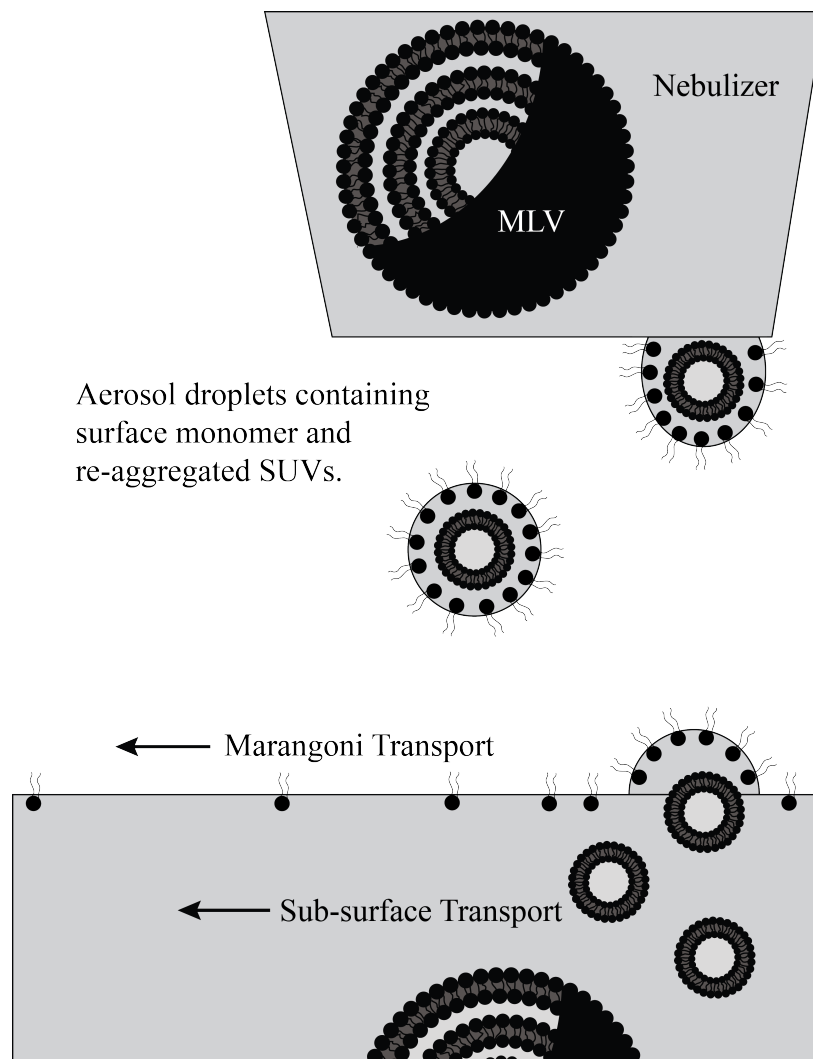 Nebulizer
MLV
Aerosol droplets containing
surface monomer and
re-aggregated SUVs.
Marangoni Transport
Sub-surface Transport